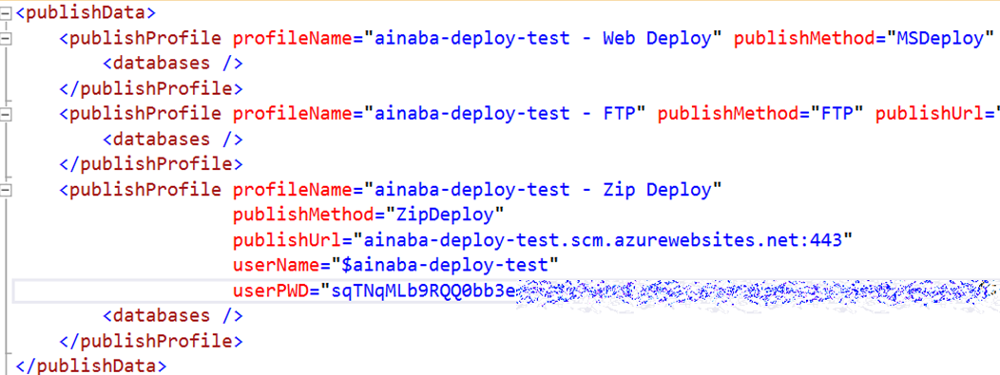 <publishData>
<publishProfile profileName="ainaba-deploy-test - Web Deploy" publishMethod="MSDeploy"
<databases />
</publishProfile>
<publishProfile profileName="ainaba-deploy-test - FTP" publishMethod="FTP" publishUrl="
<databases />
</publishProfile>
<publishProfile profileName="ainaba-deploy-test - Zip Deploy"
publishMethod="ZipDeploy"
publishUrl="ainaba-deploy-test.scm.azurewebsites.net:443"
userName="$ainaba-deploy-test"
userPWD="sqTNqMLb9RQQ0bb3e
<databases />
</publishProfile>
</publishData>